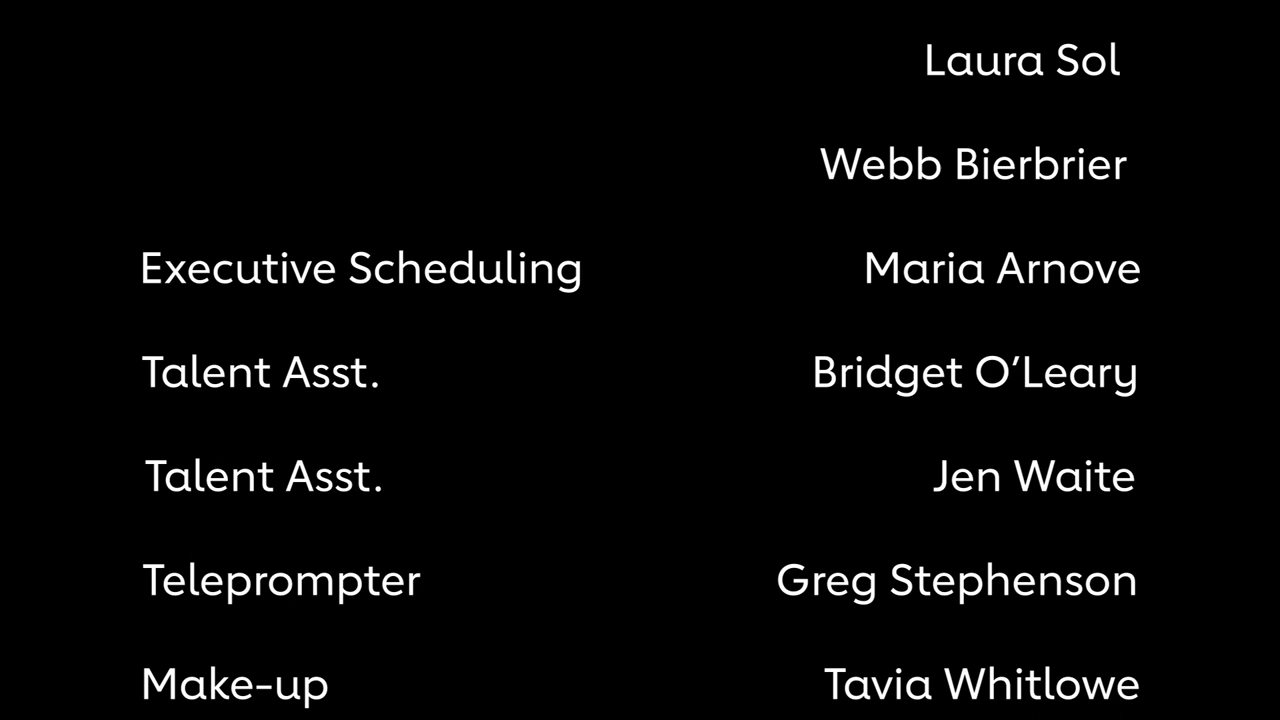 Laura Sol
Webb Bierbrier
Executive Scheduling Maria Arnove
Talent Asst. Bridget O’Leary
Talent Asst. Jen Waite
Teleprompter Greg Stephenson
Make-up Tavia Whitlowe